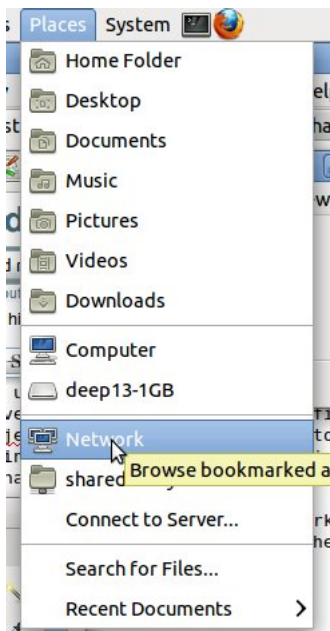 Places System
Home Folder
Desktop
Documents
Music
Pictures
Videos
Downloads
Computer
deep13-1GB
Network
shared
Browse bookmarked a
Connect to Server...
Search for Files...
Recent Documents